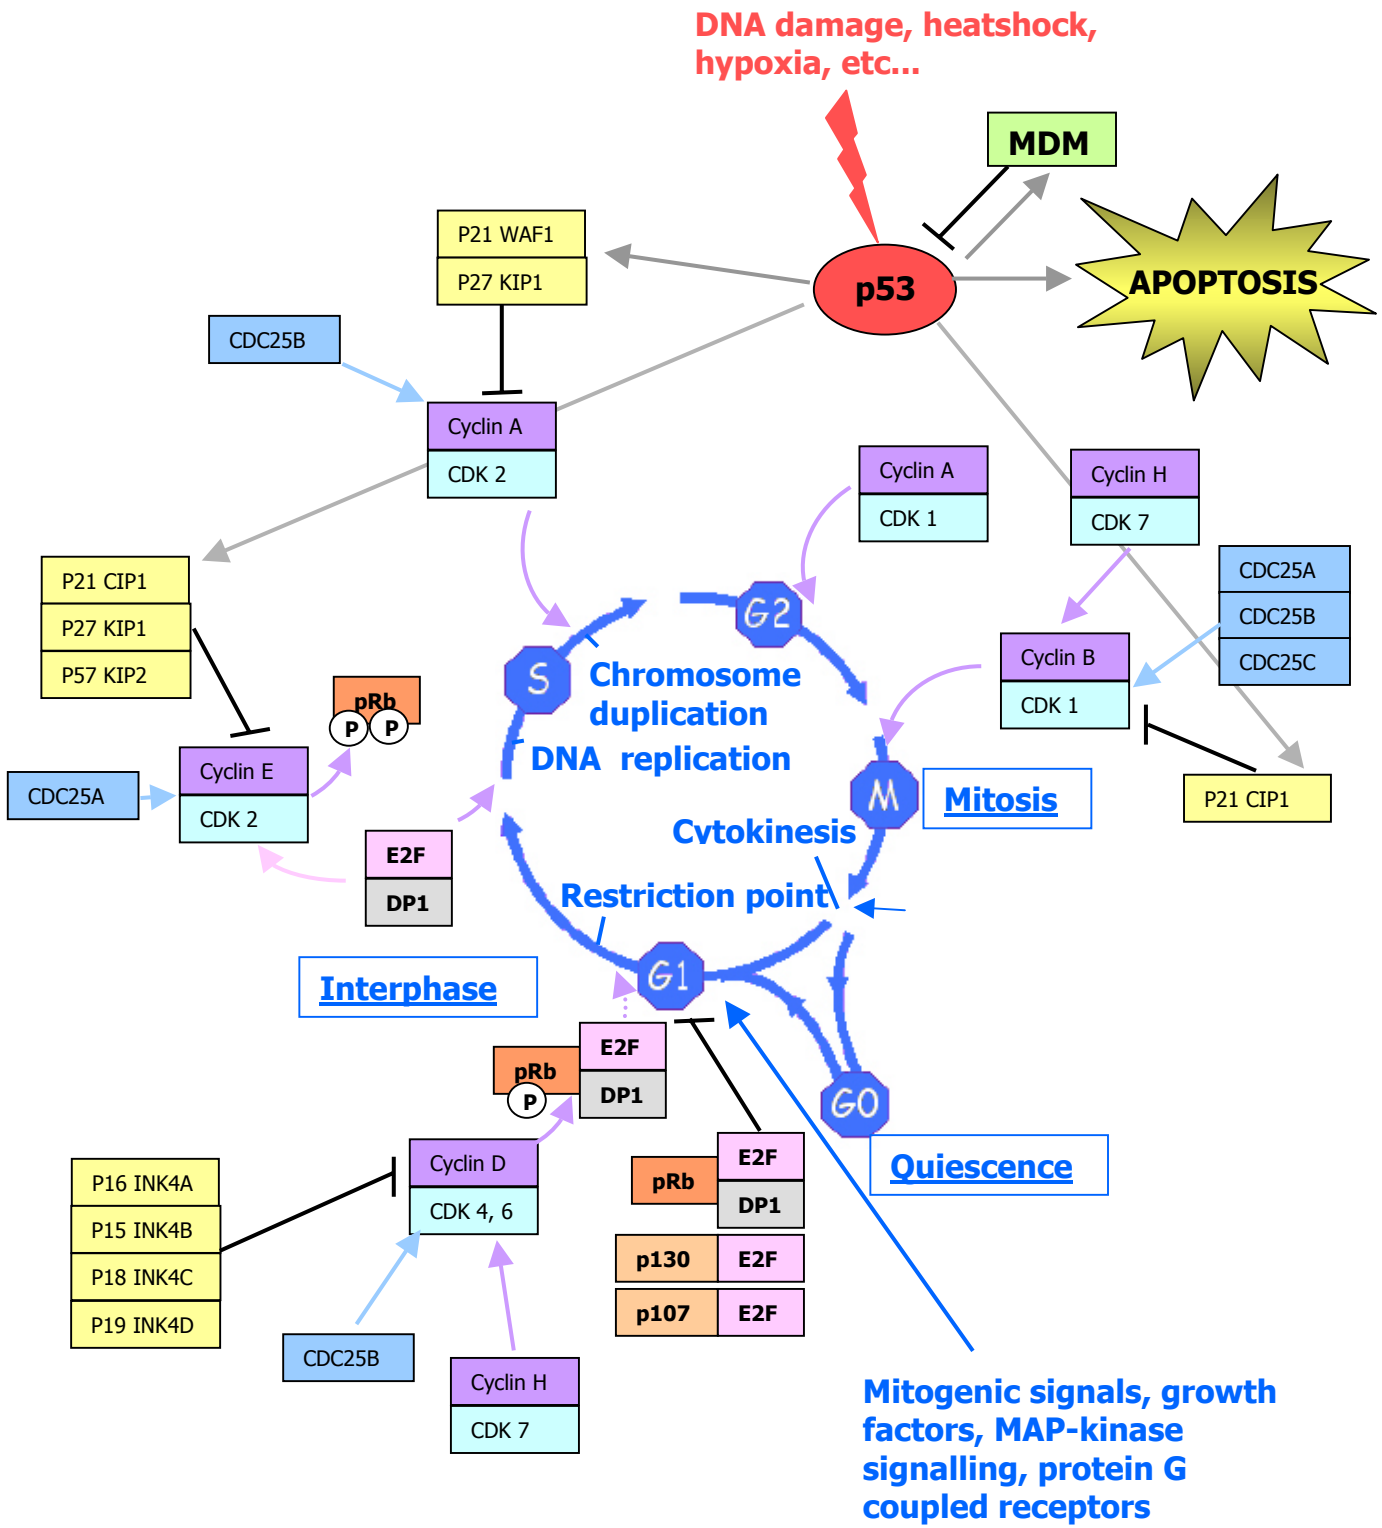 DNA damage, heatshock,
hypoxia, etc...
MDM
P21 WAF1
P27 KIP1
p53
APOPTOSIS
CDC25B
Cyclin A
CDK 2
Cyclin A
CDK 1
Cyclin H
CDK 7
P21 CIP1
P27 KIP1
P57 KIP2
CDC25A
CDC25B
CDC25C
G2
S
Chromosome
duplication
DNA  replication
Cyclin B
CDK 1
pRb
P
P
Cyclin E
CDK 2
CDC25A
M
Mitosis
P21 CIP1
E2F
DP1
Cytokinesis
Restriction point
Interphase
G1
G0
Quiescence
E2F
DP1
pRb
P
Cyclin D
CDK 4, 6
P16 INK4A
P15 INK4B
P18 INK4C
P19 INK4D
CDC25B
Cyclin H
CDK 7
pRb
E2F
DP1
p130
E2F
p107
E2F
Mitogenic signals, growth
factors, MAP-kinase
signalling, protein G
coupled receptors